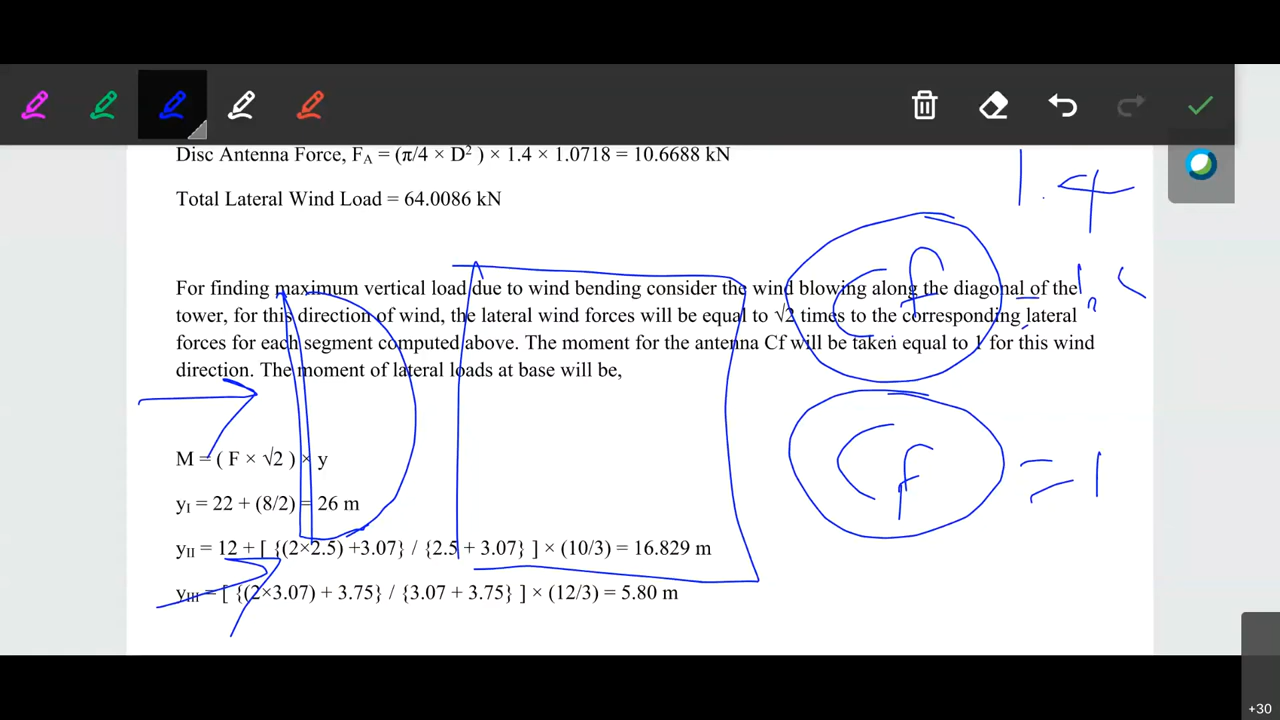 Disc Antenna Force, F_A = (π/4 × D² ) × 1.4 × 1.0718 = 10.6688 kN
1.4
Total Lateral Wind Load = 64.0086 kN
Cf
For finding maximum vertical load due to wind bending consider the wind blowing along the diagonal of the
tower, for this direction of wind, the lateral wind forces will be equal to √2 times to the corresponding lateral
forces for each segment computed above. The moment for the antenna Cf will be taken equal to 1 for this wind
direction. The moment of lateral loads at base will be,
M = ( F × √2 ) × y
Cf = 1
y_I = 22 + (8/2) = 26 m
y_II = 12 + [ {(2×2.5) +3.07} / {2.5 + 3.07} ] × (10/3) = 16.829 m
y_III = [ {(2×3.07) + 3.75} / {3.07 + 3.75} ] × (12/3) = 5.80 m
+30